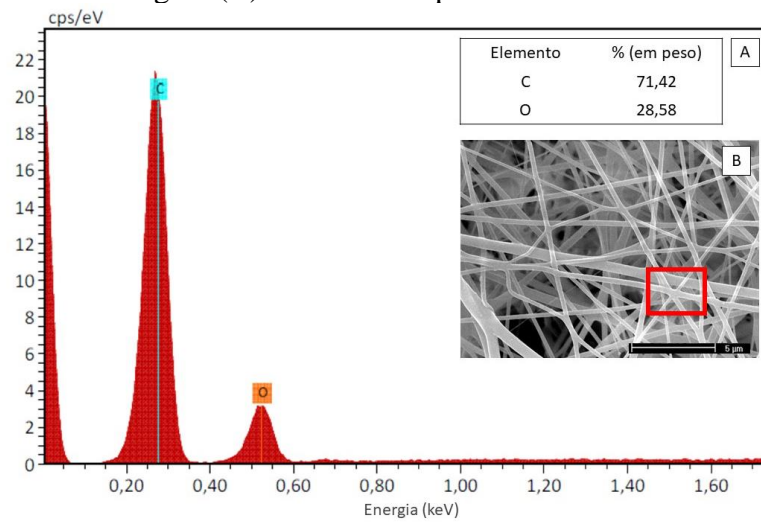 cps/eV
22
20
18
16
14
12
10
8
6
4
2
0
C
O
0,20 0,40 0,60 0,80 1,00 1,20 1,40 1,60
Energia (keV)
Elemento % (em peso)
C 71,42
O 28,58
A
B
5 µm